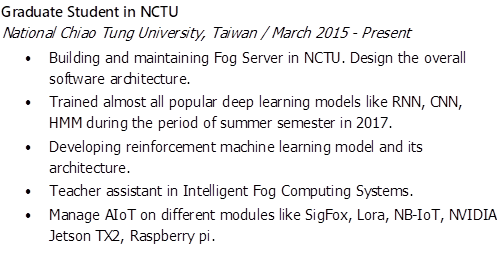 Graduate Student in NCTU
National Chiao Tung University, Taiwan / March 2015 - Present
• Building and maintaining Fog Server in NCTU. Design the overall
software architecture.
• Trained almost all popular deep learning models like RNN, CNN,
HMM during the period of summer semester in 2017.
• Developing reinforcement machine learning model and its
architecture.
• Teacher assistant in Intelligent Fog Computing Systems.
• Manage AIoT on different modules like SigFox, Lora, NB-IoT, NVIDIA
Jetson TX2, Raspberry pi.